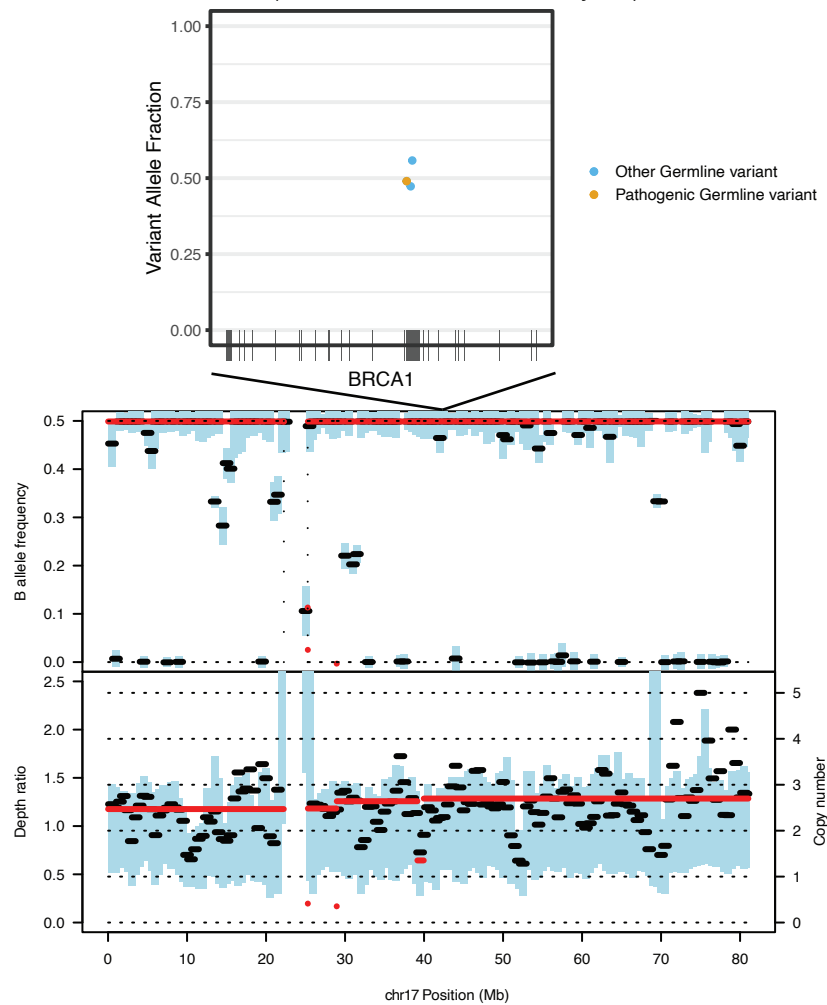 1.00
0.75
0.50
0.25
0.00
Variant Allele Fraction
Other Germline variant
Pathogenic Germline variant
BRCA1
0.5
0.4
0.3
0.2
0.1
0.0
B allele frequency
2.5
2.0
1.5
1.0
0.5
0.0
Depth ratio
5
4
3
2
1
0
Copy number
0 10 20 30 40 50 60 70 80
chr17 Position (Mb)